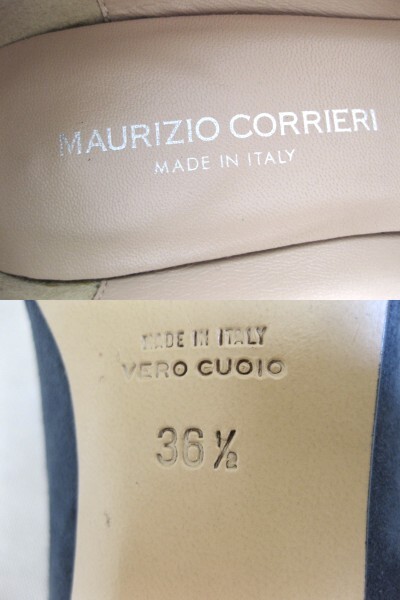 MAURIZIO CORRIERI
MADE IN ITALY
MADE IN ITALY
VERO CUOIO
36 ½